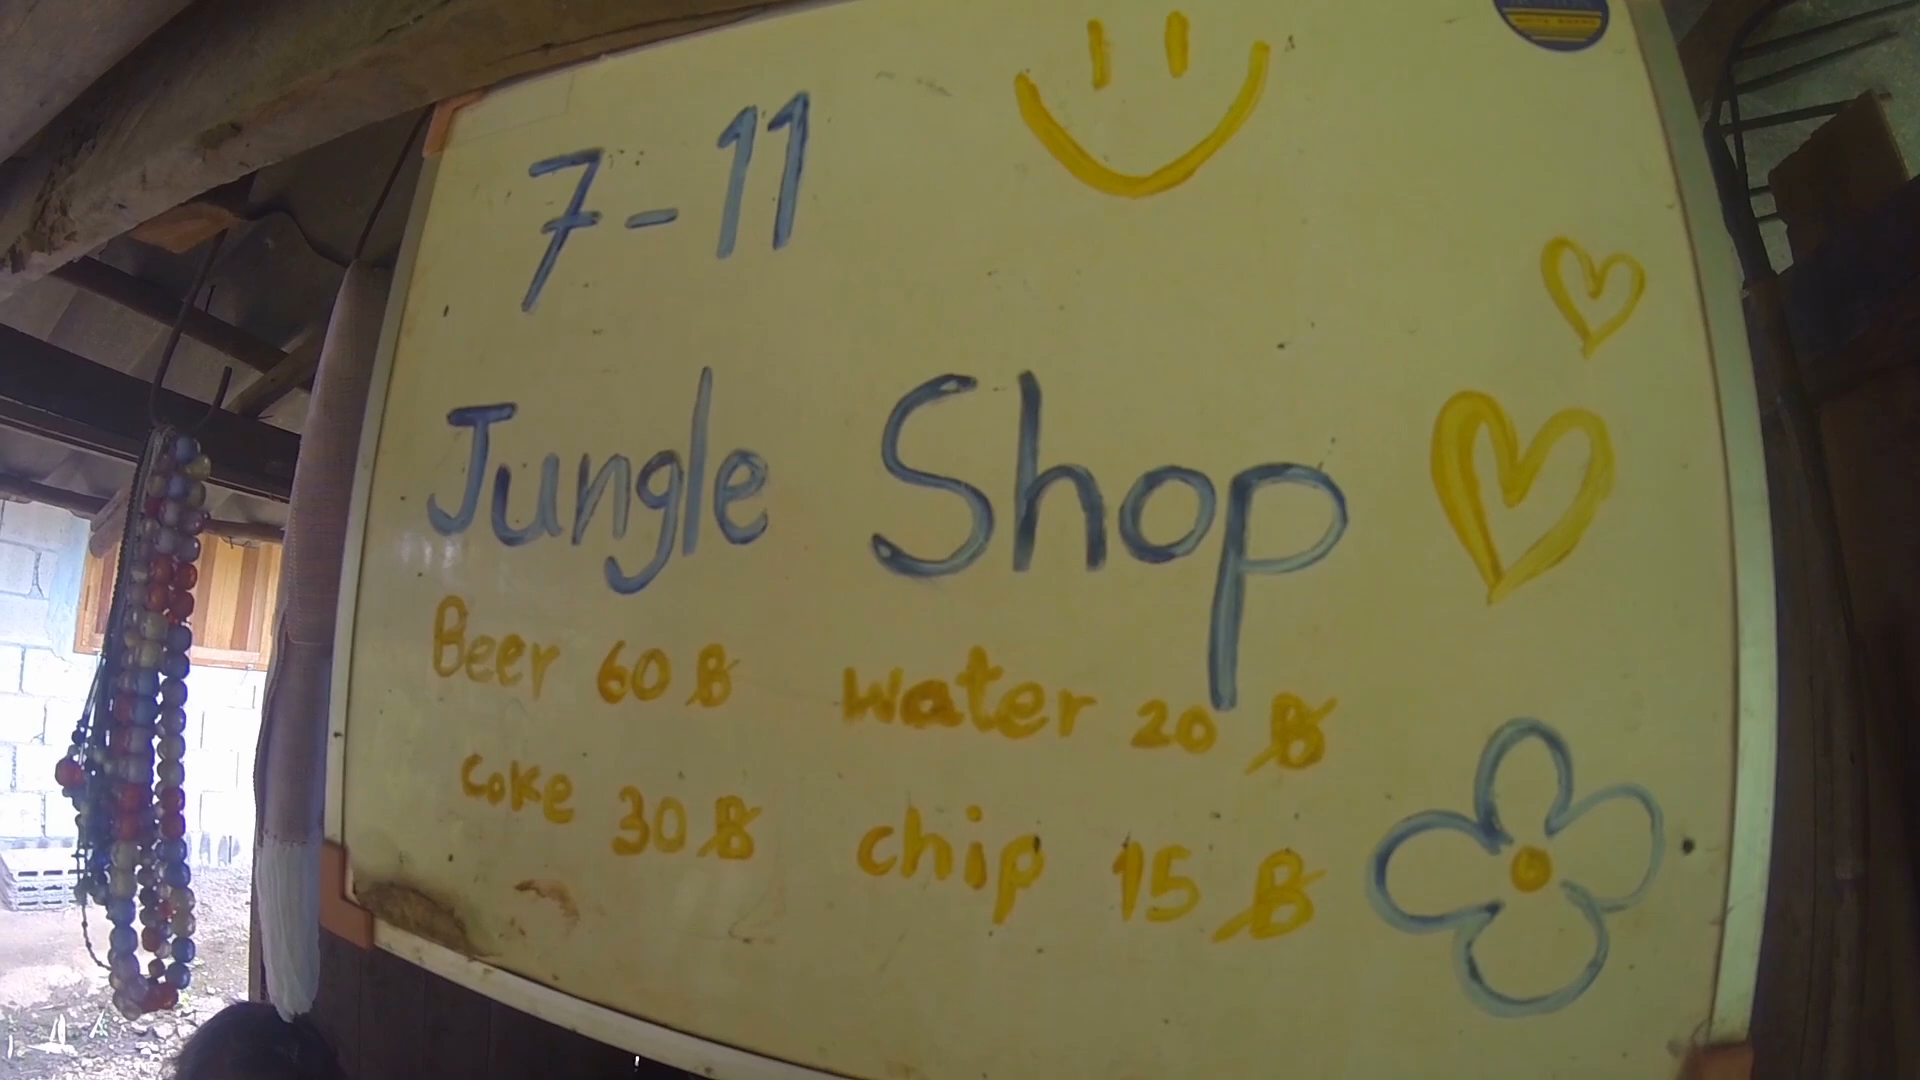 7-11
Jungle Shop
Beer 60 ฿ water 20 ฿
coke 30 ฿ chip 15 ฿